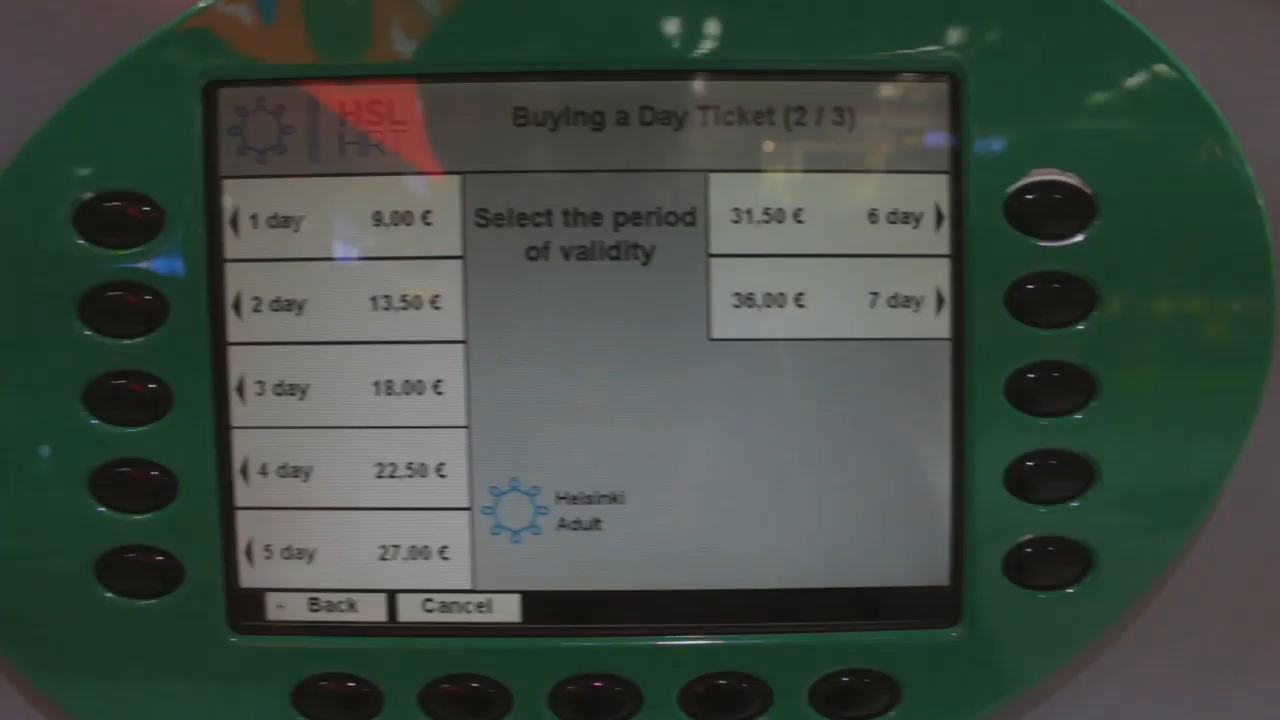 HSL
HRT
Buying a Day Ticket (2 / 3)
1 day 9,00 €
2 day 13,50 €
3 day 18,00 €
4 day 22,50 €
5 day 27,00 €
Select the period
of validity
31,50 € 6 day
36,00 € 7 day
Helsinki
Adult
Back
Cancel